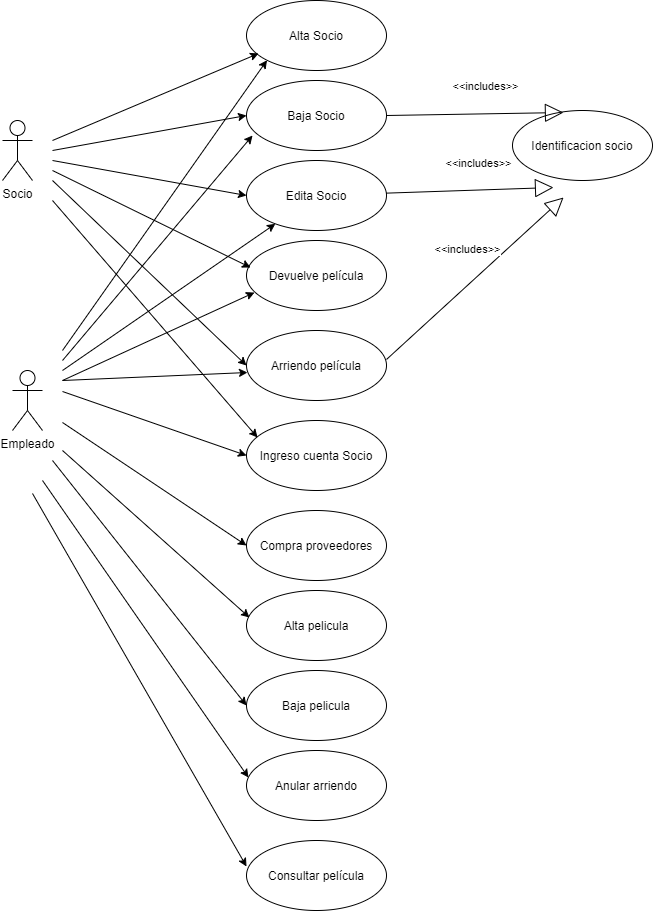 Alta Socio
<<includes>>
Baja Socio
Identificacion socio
<<includes>>
Socio
Edita Socio
<<includes>>
Devuelve película
Arriendo película
Empleado
Ingreso cuenta Socio
Compra proveedores
Alta pelicula
Baja pelicula
Anular arriendo
Consultar película